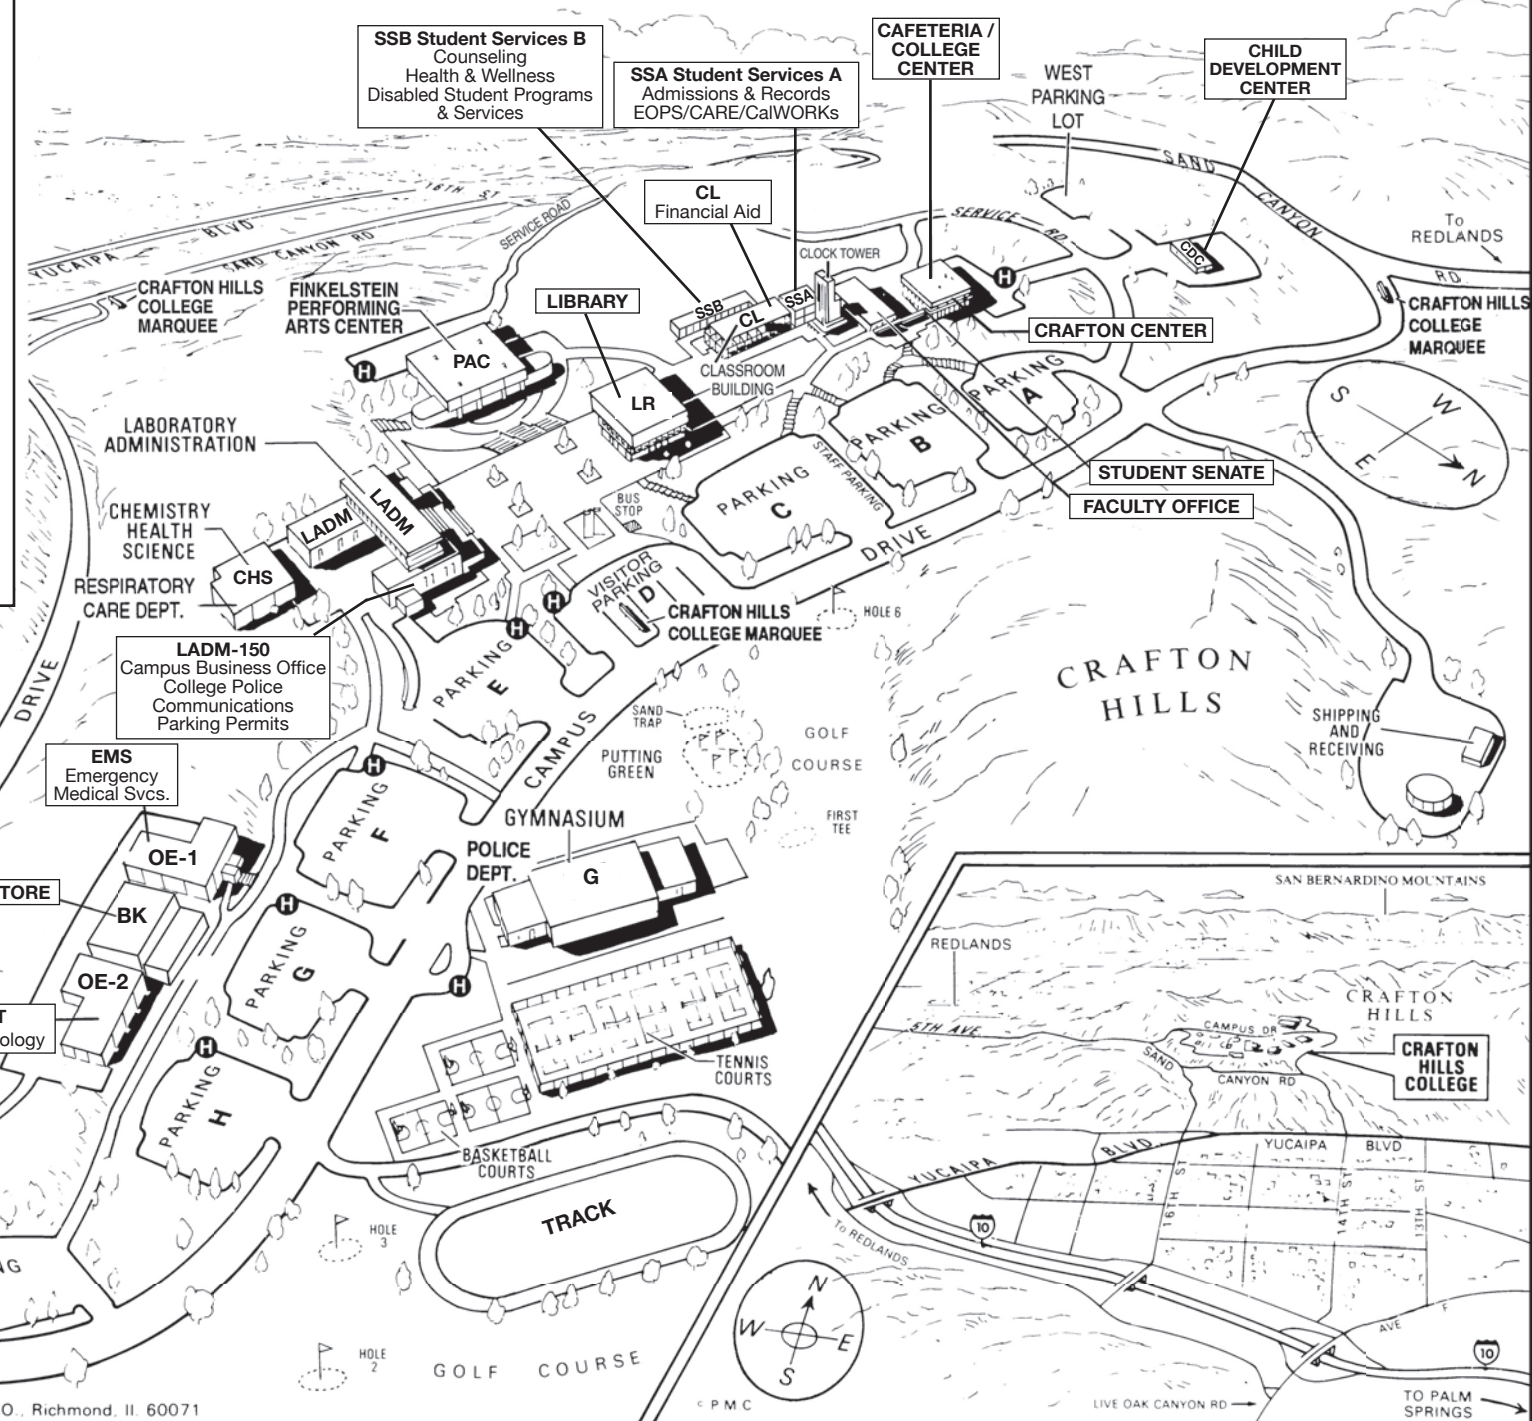 SSB Student Services B
Counseling
Health & Wellness
Disabled Student Programs
& Services
SSA Student Services A
Admissions & Records
EOPS/CARE/CalWORKs
CAFETERIA /
COLLEGE
CENTER
WEST
PARKING
LOT
CHILD
DEVELOPMENT
CENTER
SAND
CANYON
RD
To
REDLANDS
CL
Financial Aid
16TH ST
YUCAIPA BLVD
SAND CANYON RD
SERVICE ROAD
SERVICE RD
CDC
CLOCK TOWER
CRAFTON HILLS
COLLEGE
MARQUEE
FINKELSTEIN
PERFORMING
ARTS CENTER
LIBRARY
SSB
CL
SSA
H
CRAFTON HILLS
COLLEGE
MARQUEE
CRAFTON CENTER
PAC
H
CLASSROOM
BUILDING
LR
PARKING
A
PARKING
B
S
W
E
N
LABORATORY
ADMINISTRATION
STAFF PARKING
PARKING
C
STUDENT SENATE
FACULTY OFFICE
BUS
STOP
LADM
LADM
CHEMISTRY
HEALTH
SCIENCE
CHS
RESPIRATORY
CARE DEPT.
DRIVE
VISITOR
PARKING
D
H
H
CRAFTON HILLS
COLLEGE MARQUEE
HOLE 6
LADM-150
Campus Business Office
College Police
Communications
Parking Permits
PARKING
E
CRAFTON
HILLS
DRIVE
CAMPUS
SAND
TRAP
PUTTING
GREEN
GOLF
COURSE
SHIPPING
AND
RECEIVING
EMS
Emergency
Medical Svcs.
H
PARKING
F
FIRST
TEE
GYMNASIUM
POLICE
DEPT.
G
OE-1
TORE
BK
H
PARKING
G
OE-2
H
T
ology
H
PARKING
H
TENNIS
COURTS
BASKETBALL
COURTS
TRACK
HOLE
3
NG
HOLE
2
GOLF COURSE
O., Richmond, Il. 60071
SAN BERNARDINO MOUNTAINS
REDLANDS
CRAFTON
HILLS
5TH AVE
CAMPUS DR
SAND
CANYON RD
CRAFTON
HILLS
COLLEGE
YUCAIPA BLVD
YUCAIPA BLVD
16TH ST
14TH ST
13TH ST
To REDLANDS
10
N
W
E
S
AVE F
10
LIVE OAK CANYON RD
TO PALM
SPRINGS
c PMC